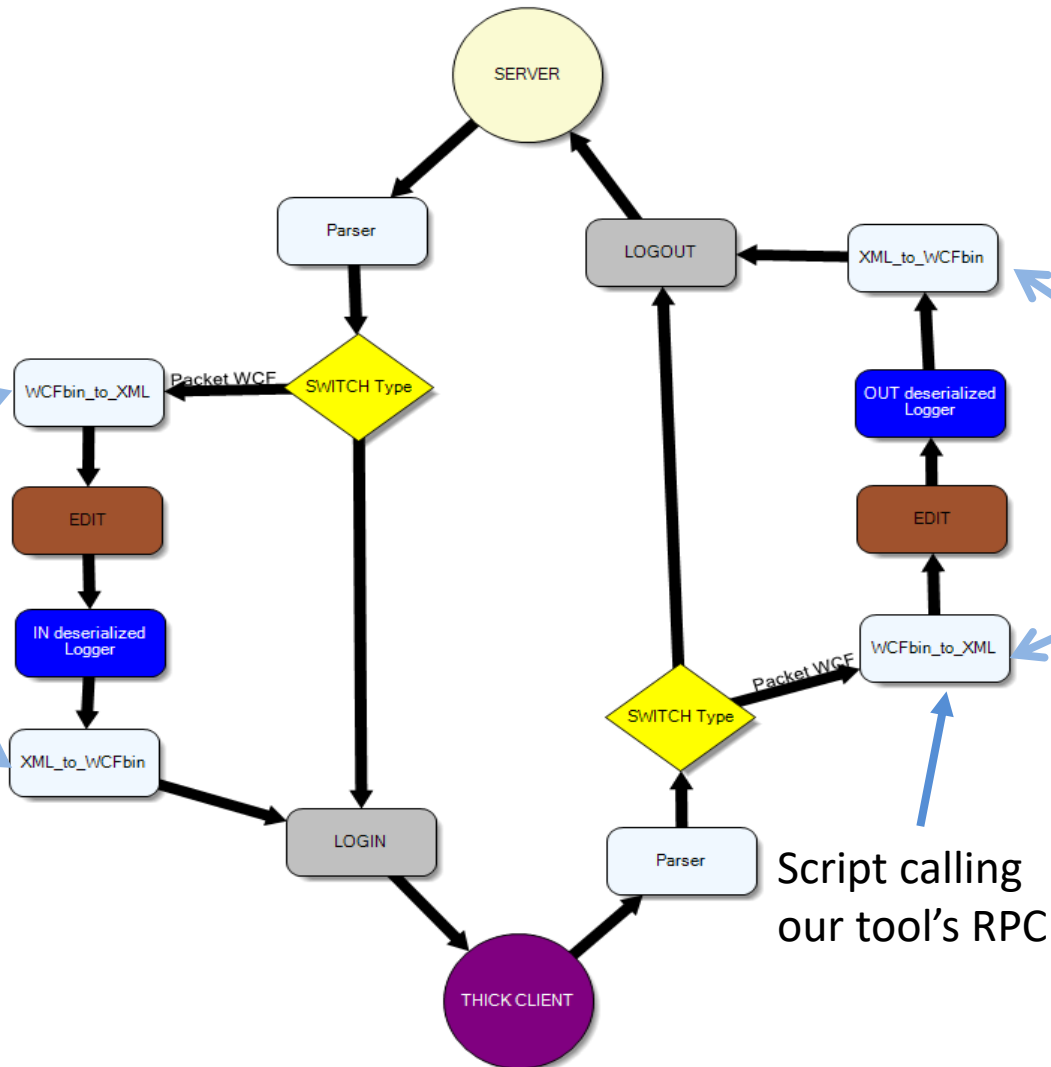 SERVER
Parser
LOGOUT
XML_to_WCFbin
WCFbin_to_XML
Packet WCF
SWITCH Type
OUT deserialized
Logger
EDIT
EDIT
IN deserialized
Logger
WCFbin_to_XML
Packet WCF
SWITCH Type
XML_to_WCFbin
LOGIN
Parser
Script calling
our tool’s RPC
THICK CLIENT